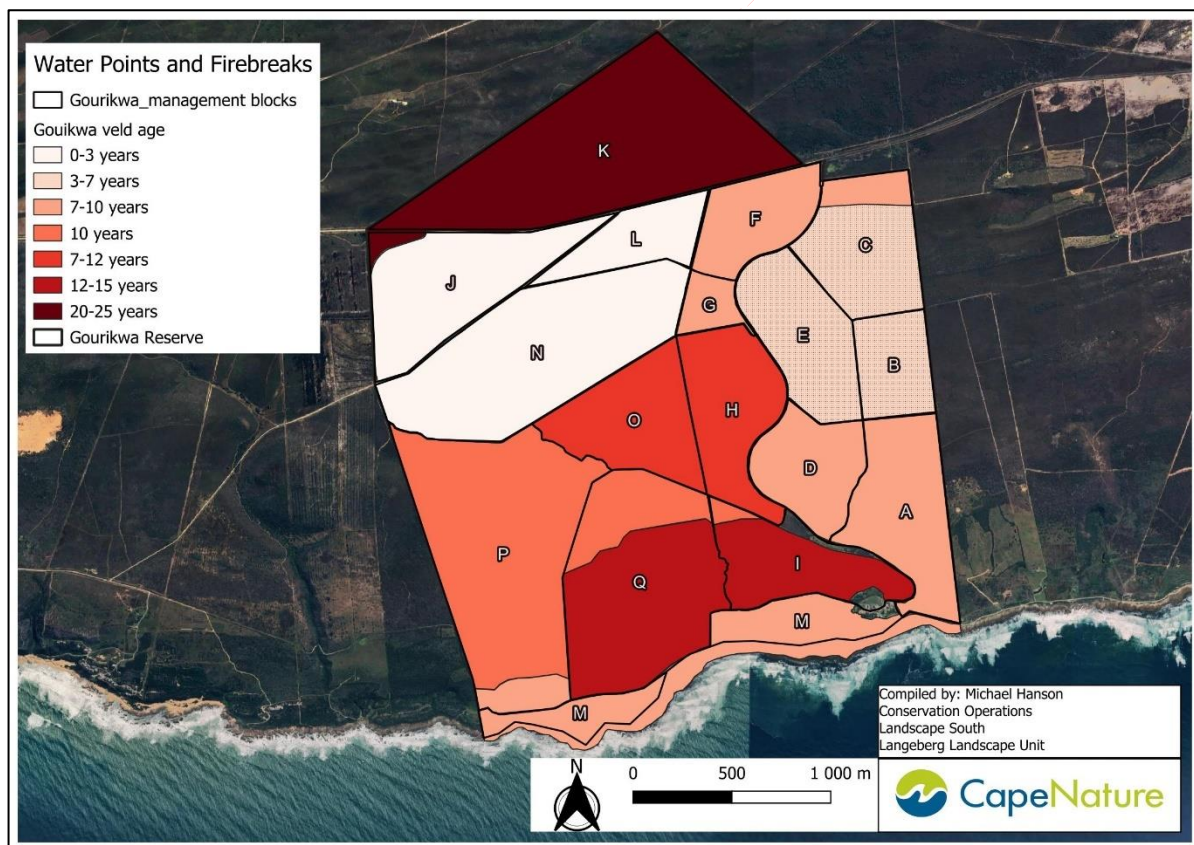 Water Points and Firebreaks
Gourikwa_management blocks
Gouikwa veld age
0-3 years
3-7 years
7-10 years
10 years
7-12 years
12-15 years
20-25 years
Gourikwa Reserve
K
F
L
C
J
G
E
N
B
O
H
D
A
P
I
Q
M
M
Compiled by: Michael Hanson
Conservation Operations
Landscape South
Langeberg Landscape Unit
N
0 500 1 000 m
CapeNature